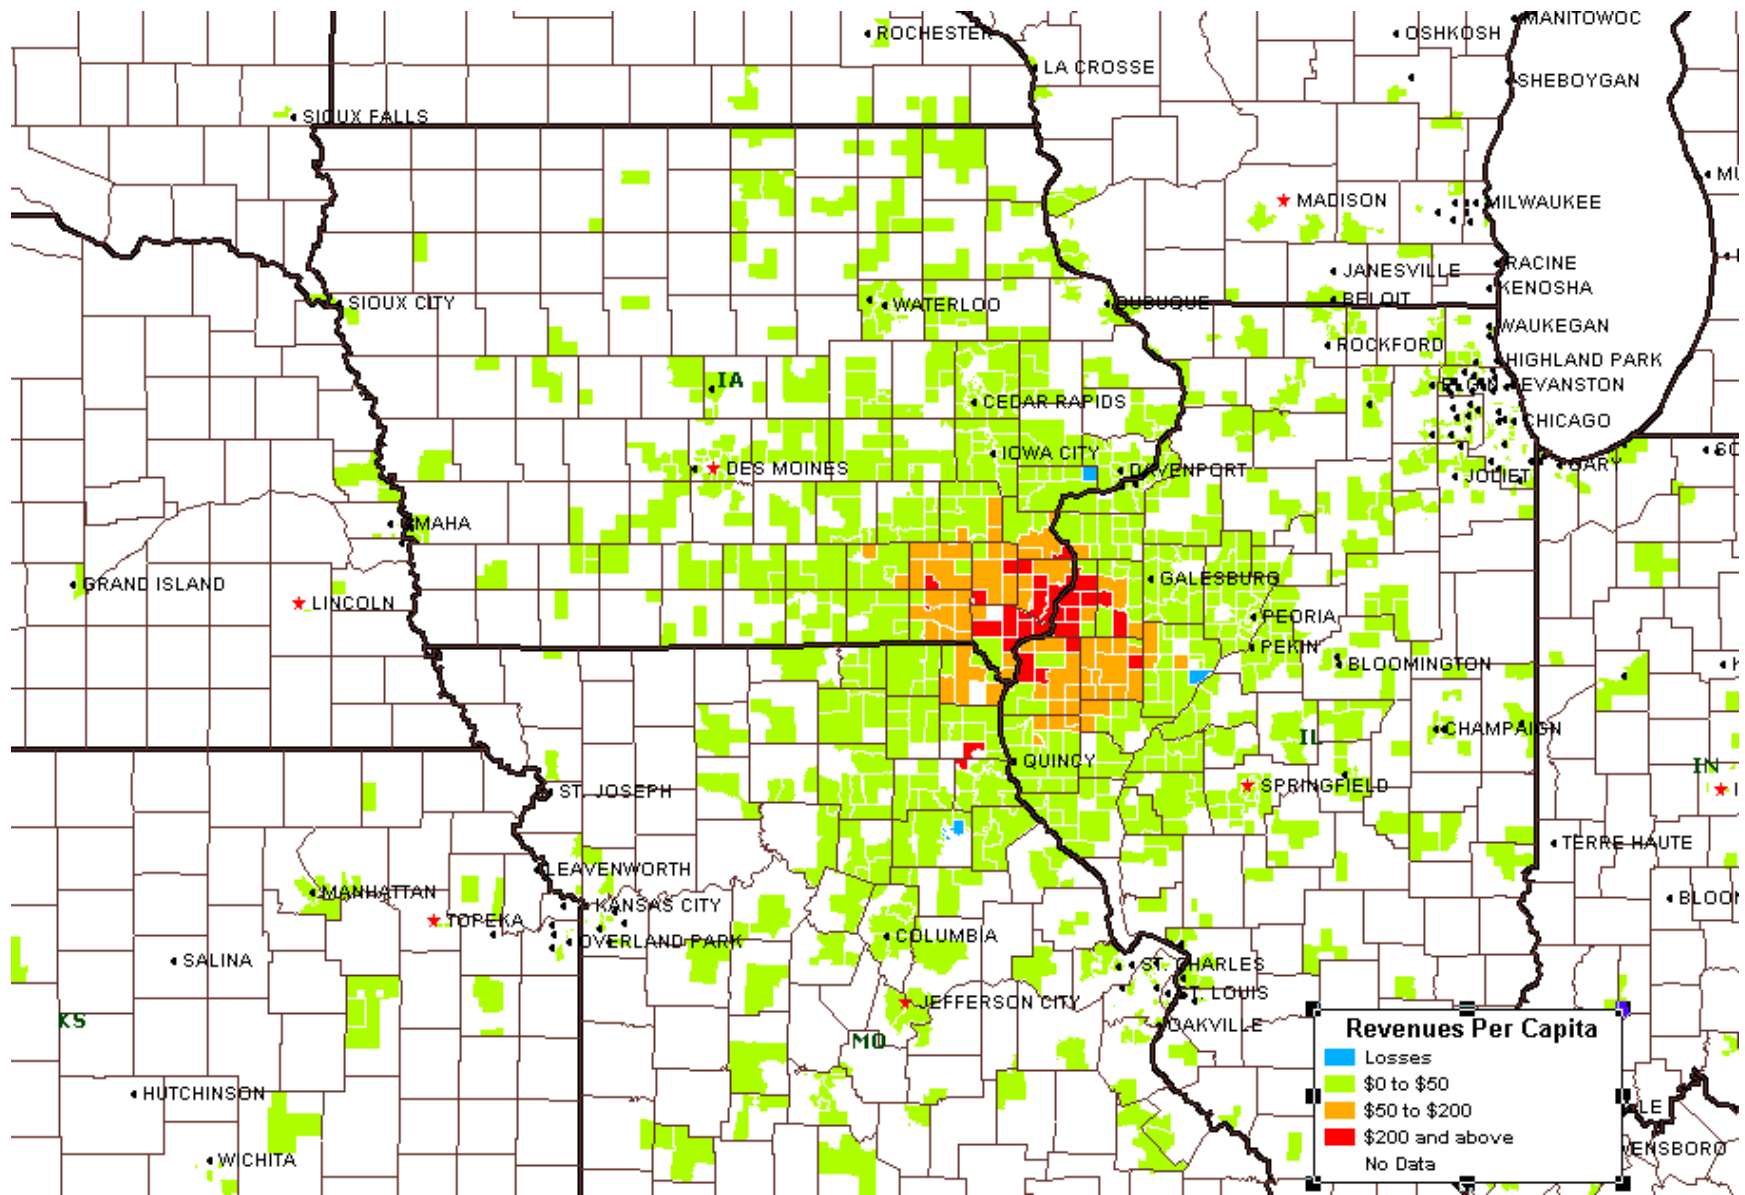 MANITOWOC
ROCHESTER
OSHKOSH
LA CROSSE
SHEBOYGAN
SIOUX FALLS
MADISON
MILWAUKEE
RACINE
JANESVILLE
KENOSHA
BELOIT
SIOUX CITY
WATERLOO
DUBUQUE
WAUKEGAN
ROCKFORD
HIGHLAND PARK
IA
ELGIN
EVANSTON
CEDAR RAPIDS
CHICAGO
IOWA CITY
DES MOINES
DAVENPORT
GARY
JOLIET
OMAHA
GALESBURG
GRAND ISLAND
LINCOLN
PEORIA
PEKIN
BLOOMINGTON
CHAMPAIGN
IL
QUINCY
IN
SPRINGFIELD
ST. JOSEPH
TERRE HAUTE
LEAVENWORTH
MANHATTAN
KANSAS CITY
TOPEKA
COLUMBIA
OVERLAND PARK
SALINA
ST. CHARLES
ST. LOUIS
JEFFERSON CITY
KS
OAKVILLE
MO
HUTCHINSON
WICHITA
Revenues Per Capita
Losses
$0 to $50
$50 to $200
$200 and above
No Data